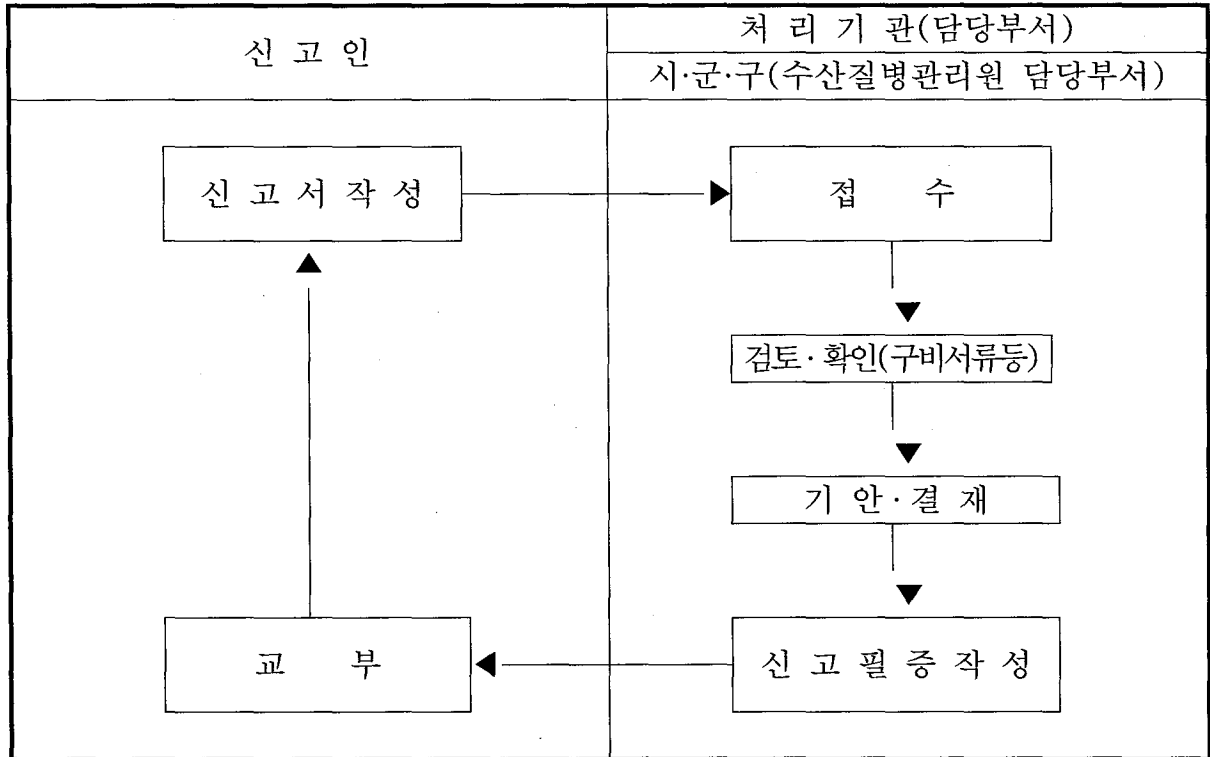 신 고 인
처 리 기 관(담당부서)
시·군·구(수산질병관리원 담당부서)
신 고 서 작 성
접 수
검토·확인(구비서류등)
기 안·결 재
신 고 필 증 작 성
교 부